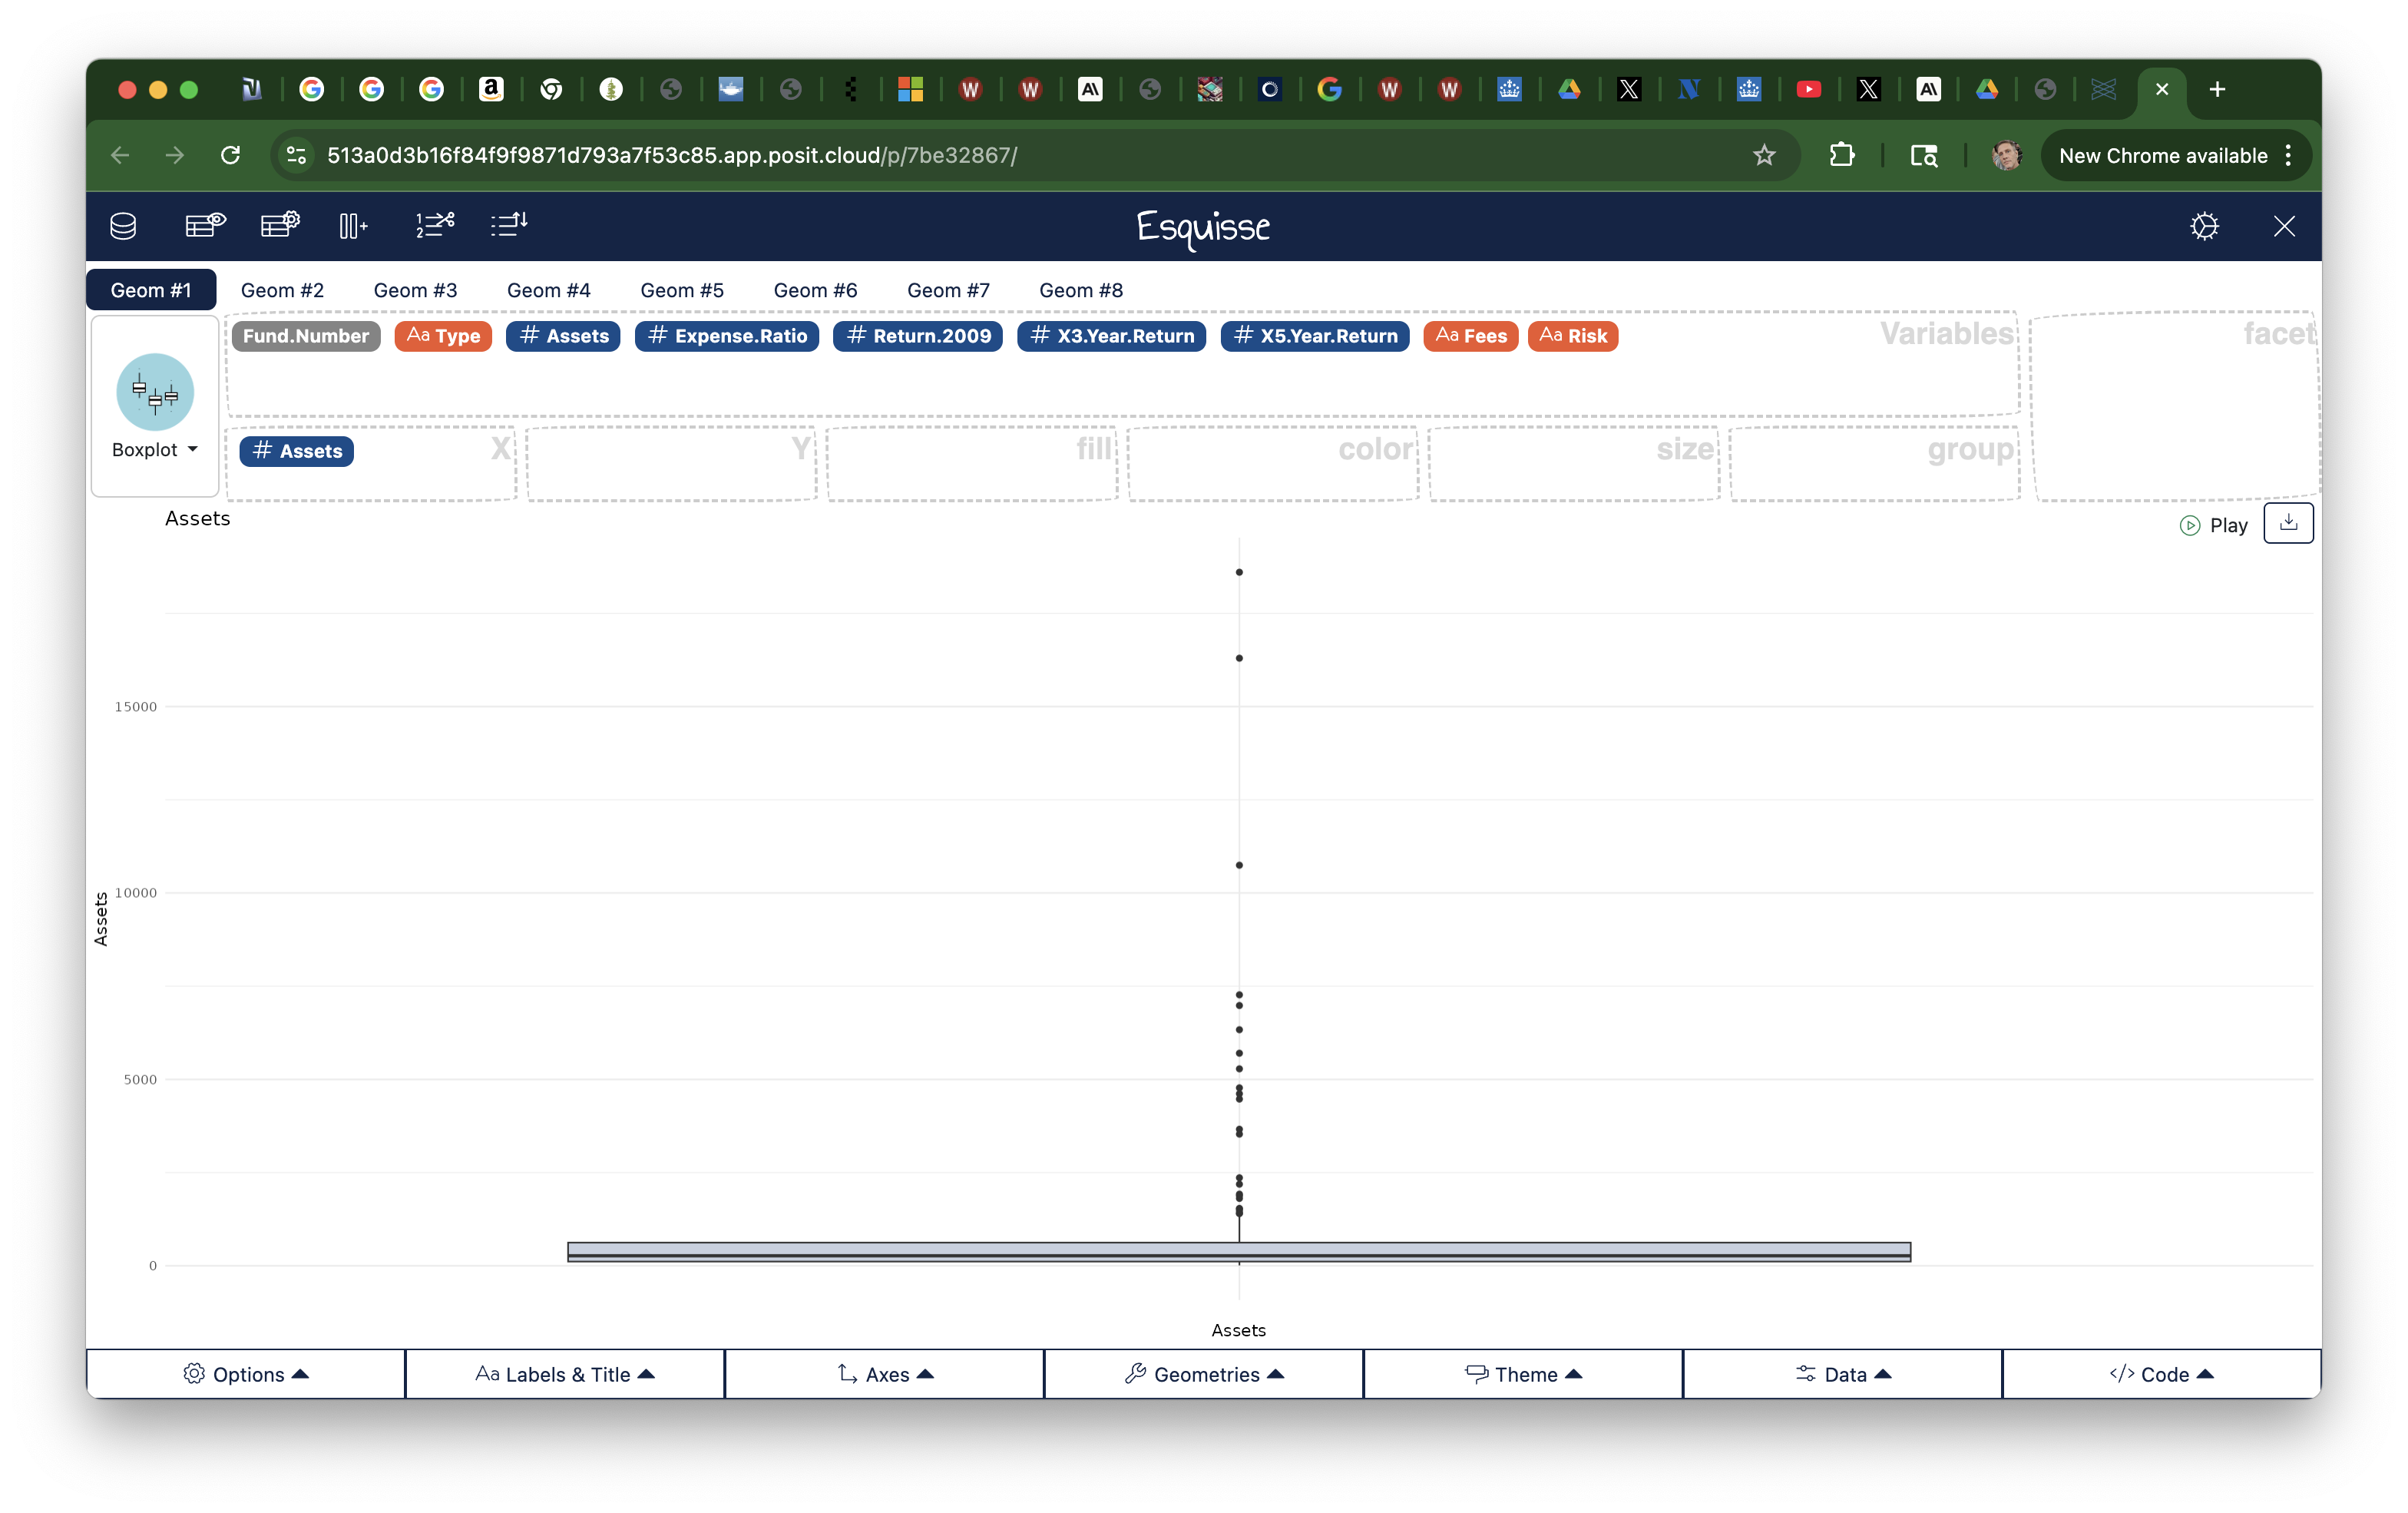 513a0d3b16f84f9f9871d793a7f53c85.app.posit.cloud/p/7be32867/
New Chrome available
Esquisse
Geom #1 Geom #2 Geom #3 Geom #4 Geom #5 Geom #6 Geom #7 Geom #8
Boxplot
Fund.Number Aa Type # Assets # Expense.Ratio # Return.2009 # X3.Year.Return # X5.Year.Return Aa Fees Aa Risk Variables facet
# Assets X Y fill color size group
Assets
Play
15000
10000
5000
0
Assets
Assets
Options Aa Labels & Title Axes Geometries Theme Data </> Code